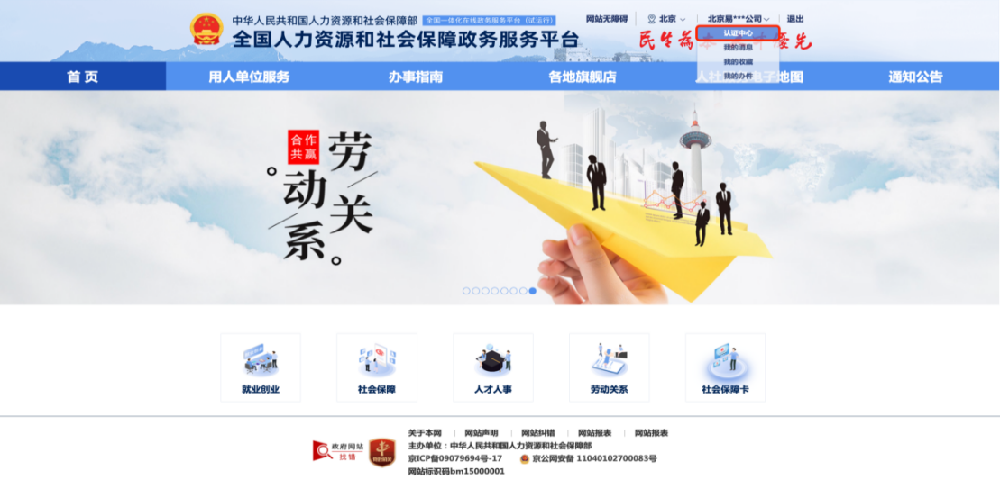 中华人民共和国人力资源和社会保障部 全国一体化在线政务服务平台（试运行）
网站无障碍 北京 北京易***公司 退出
全国人力资源和社会保障政务服务平台
认证中心
我的消息
我的收藏
我的办件
首页 用人单位服务 办事指南 各地旗舰店 通知公告
合作
共赢
劳
动
关
系
就业创业 社会保障 人才人事 劳动关系 社会保障卡
关于本网 网站声明 网站纠错 网站报表 网站报表
政府网站
找错
主办单位：中华人民共和国人力资源和社会保障部
京ICP备09079694号-17 京公网安备 11040102700083号
网站标识码bm15000001